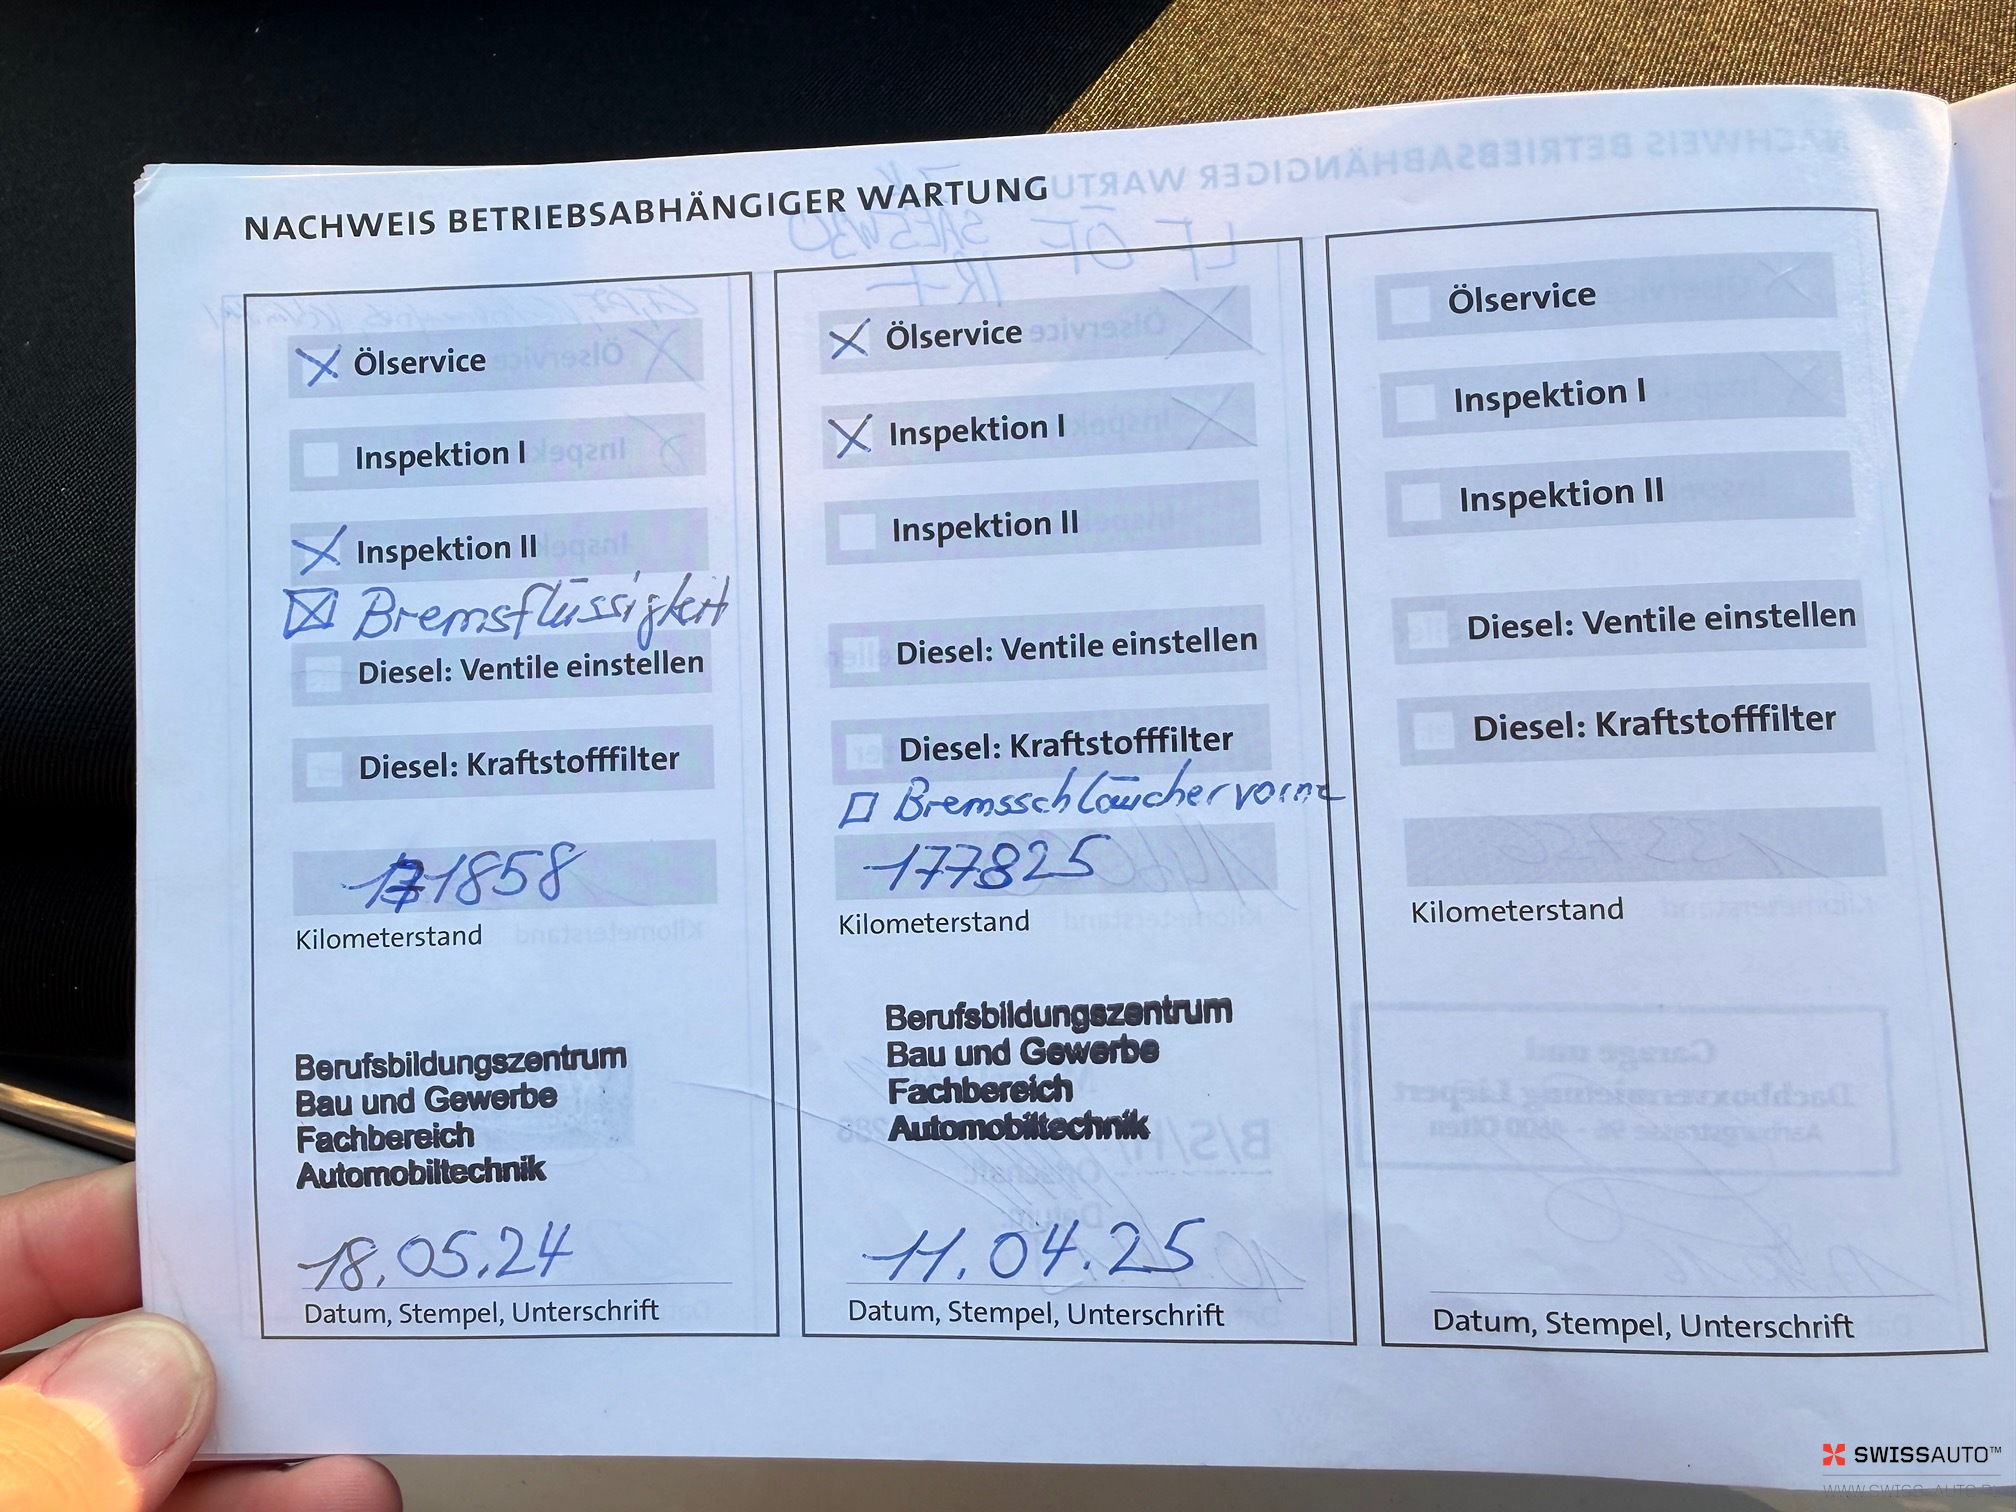 NACHWEIS BETRIEBSABHÄNGIGER WARTUNG
Ölservice
Inspektion I
Inspektion II
Bremsflüssigkeit
Diesel: Ventile einstellen
Diesel: Kraftstofffilter
171858
Kilometerstand
Berufsbildungszentrum
Bau und Gewerbe
Fachbereich
Automobiltechnik
18.05.24
Datum, Stempel, Unterschrift
Ölservice
Inspektion I
Inspektion II
Diesel: Ventile einstellen
Diesel: Kraftstofffilter
Bremsschläucher vorne
177825
Kilometerstand
Berufsbildungszentrum
Bau und Gewerbe
Fachbereich
Automobiltechnik
11.04.25
Datum, Stempel, Unterschrift
Ölservice
Inspektion I
Inspektion II
Diesel: Ventile einstellen
Diesel: Kraftstofffilter
Kilometerstand
Datum, Stempel, Unterschrift
SWISSAUTO™